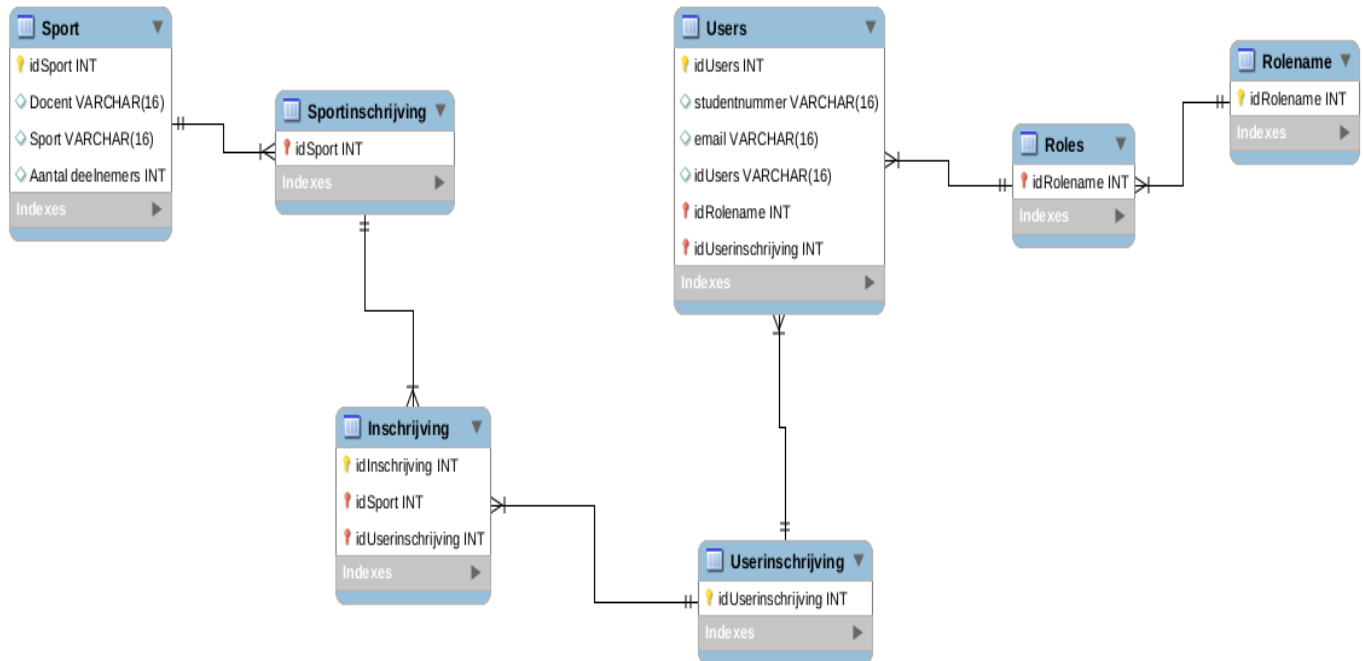 Sport
idSport INT
Docent VARCHAR(16)
Sport VARCHAR(16)
Aantal deelnemers INT
Indexes
Sportinschrijving
idSport INT
Indexes
Users
idUsers INT
studentnummer VARCHAR(16)
email VARCHAR(16)
idUsers VARCHAR(16)
idRolename INT
idUserinschrijving INT
Indexes
Roles
idRolename INT
Indexes
Rolename
idRolename INT
Indexes
Inschrijving
idInschrijving INT
idSport INT
idUserinschrijving INT
Indexes
Userinschrijving
idUserinschrijving INT
Indexes